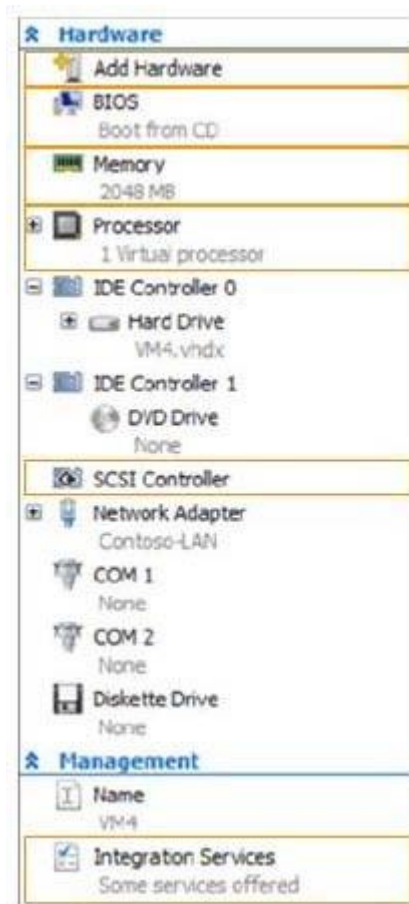 Hardware
Add Hardware
BIOS
Boot from CD
Memory
2048 MB
Processor
1 Virtual processor
IDE Controller 0
Hard Drive
VM4.vhdx
IDE Controller 1
DVD Drive
None
SCSI Controller
Network Adapter
Contoso-LAN
COM 1
None
COM 2
None
Diskette Drive
None
Management
Name
VM4
Integration Services
Some services offered